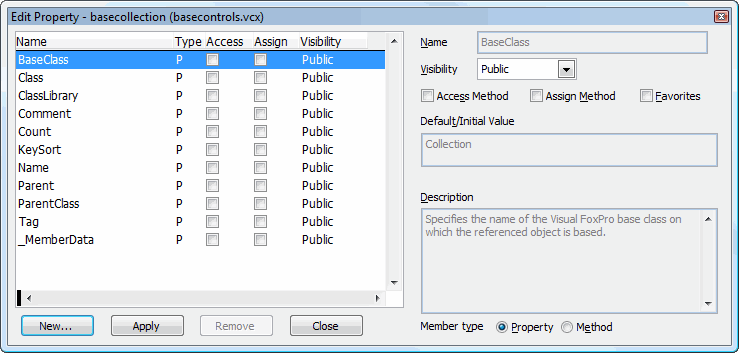 Edit Property - basecollection (basecontrols.vcx)
Name Type Access Assign Visibility
BaseClass P Public
Class P Public
ClassLibrary P Public
Comment P Public
Count P Public
KeySort P Public
Name P Public
Parent P Public
ParentClass P Public
Tag P Public
_MemberData P Public
New... Apply Remove Close
Name BaseClass
Visibility Public
Access Method Assign Method Favorites
Default/Initial Value
Collection
Description
Specifies the name of the Visual FoxPro base class on
which the referenced object is based.
Member type Property Method